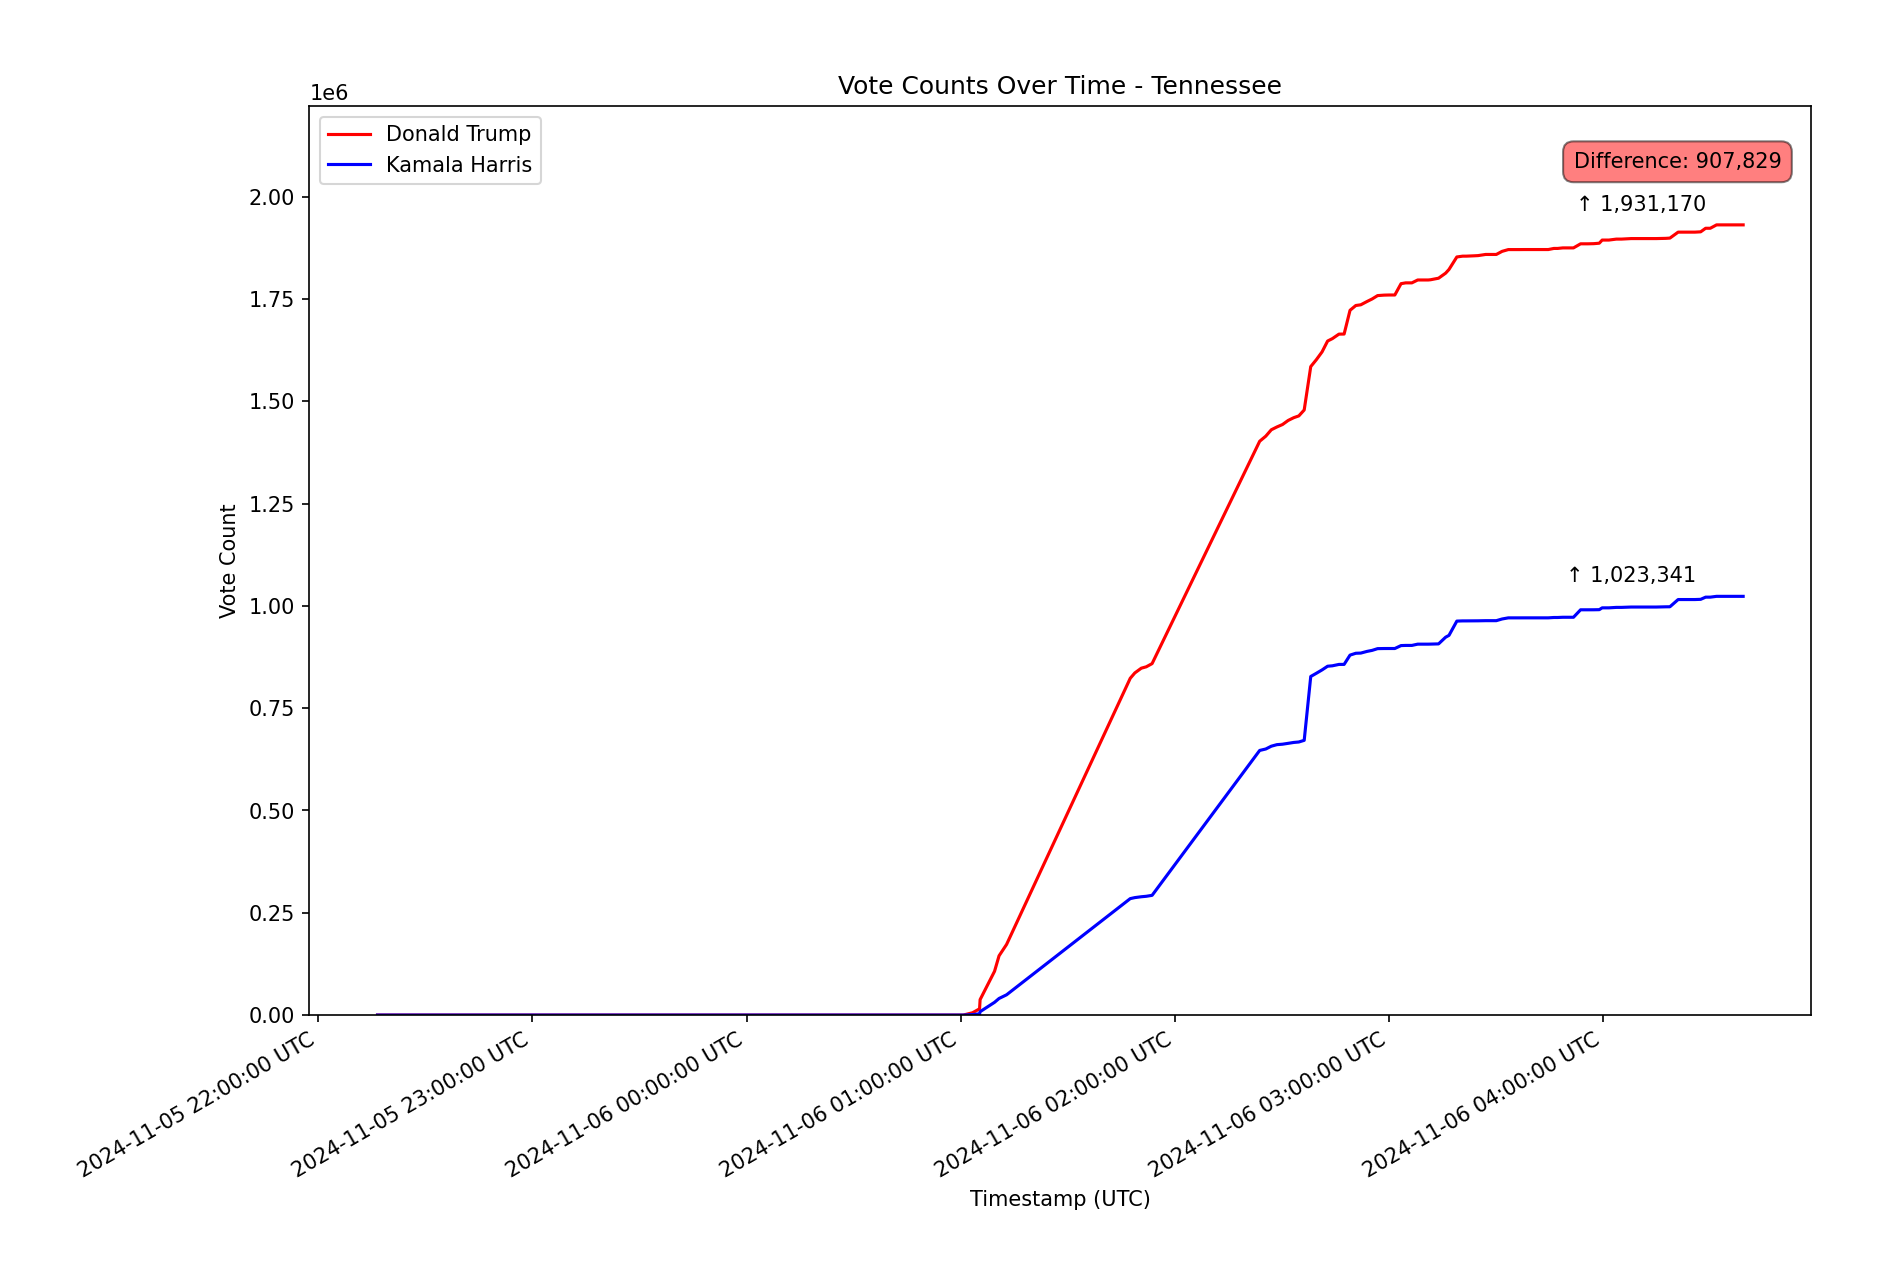 Vote Counts Over Time - Tennessee
1e6
Donald Trump
Kamala Harris
Difference: 907,829
↑ 1,931,170
↑ 1,023,341
Vote Count
2.00
1.75
1.50
1.25
1.00
0.75
0.50
0.25
0.00
2024-11-05 22:00:00 UTC
2024-11-05 23:00:00 UTC
2024-11-06 00:00:00 UTC
2024-11-06 01:00:00 UTC
2024-11-06 02:00:00 UTC
2024-11-06 03:00:00 UTC
2024-11-06 04:00:00 UTC
Timestamp (UTC)